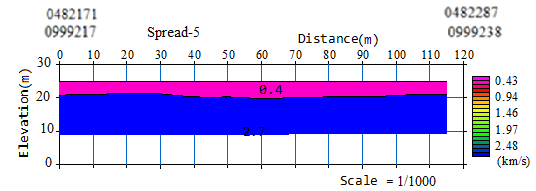 0482171 0482287
0999217 Spread-5 Distance(m) 0999238
0 10 20 30 40 50 60 70 80 90 100 110 120
Elevation(m)
30
20
10
0
0.4
0.43
0.94
1.46
1.97
2.48
(km/s)
Scale = 1/1000